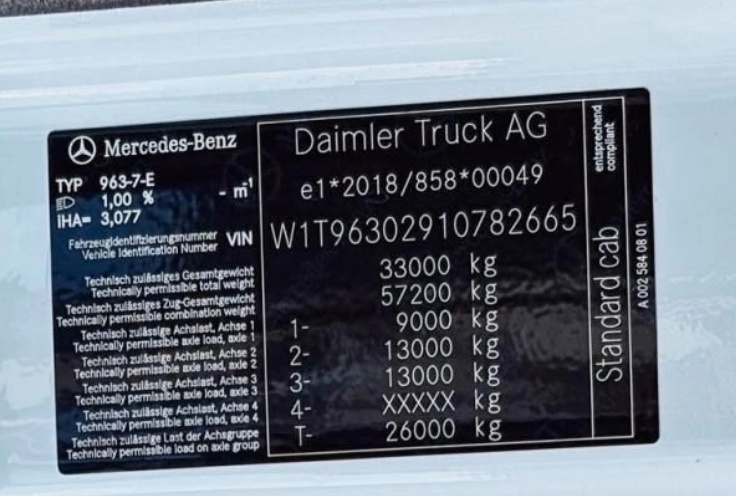 Mercedes-Benz
TYP 963-7-E
1,00 % - m¹
IHA= 3,077
Fahrzeugidentifizierungsnummer
Vehicle Identification Number VIN
Technisch zulässiges Gesamtgewicht
Technically permissible total weight
Technisch zulässiges Zug-Gesamtgewicht
Technically permissible combination weight
Technisch zulässige Achslast, Achse 1
Technically permissible axle load, axle 1
Technisch zulässige Achslast, Achse 2
Technically permissible axle load, axle 2
Technisch zulässige Achslast, Achse 3
Technically permissible axle load, axle 3
Technisch zulässige Achslast, Achse 4
Technically permissible axle load, axle 4
Technisch zulässige Last der Achsgruppe
Technically permissible load on axle group
Daimler Truck AG
e1*2018/858*00049
W1T96302910782665
33000 kg
57200 kg
1- 9000 kg
2- 13000 kg
3- 13000 kg
4- XXXXX kg
T- 26000 kg
entsprechend
compliant
Standard cab
A 002 584 08 01